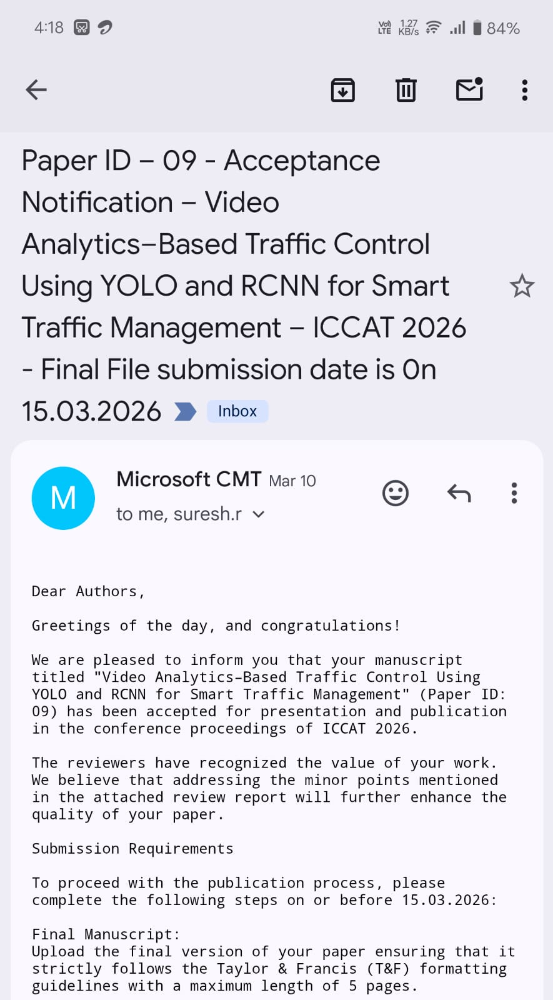 4:18
Vo) LTE 1.27 KB/s 84%
Paper ID – 09 - Acceptance
Notification – Video
Analytics–Based Traffic Control
Using YOLO and RCNN for Smart
Traffic Management – ICCAT 2026
- Final File submission date is 0n
15.03.2026 Inbox
M
Microsoft CMT Mar 10
to me, suresh.r
Dear Authors,
Greetings of the day, and congratulations!
We are pleased to inform you that your manuscript
titled "Video Analytics–Based Traffic Control Using
YOLO and RCNN for Smart Traffic Management" (Paper ID:
09) has been accepted for presentation and publication
in the conference proceedings of ICCAT 2026.
The reviewers have recognized the value of your work.
We believe that addressing the minor points mentioned
in the attached review report will further enhance the
quality of your paper.
Submission Requirements
To proceed with the publication process, please
complete the following steps on or before 15.03.2026:
Final Manuscript:
Upload the final version of your paper ensuring that it
strictly follows the Taylor & Francis (T&F) formatting
guidelines with a maximum length of 5 pages.